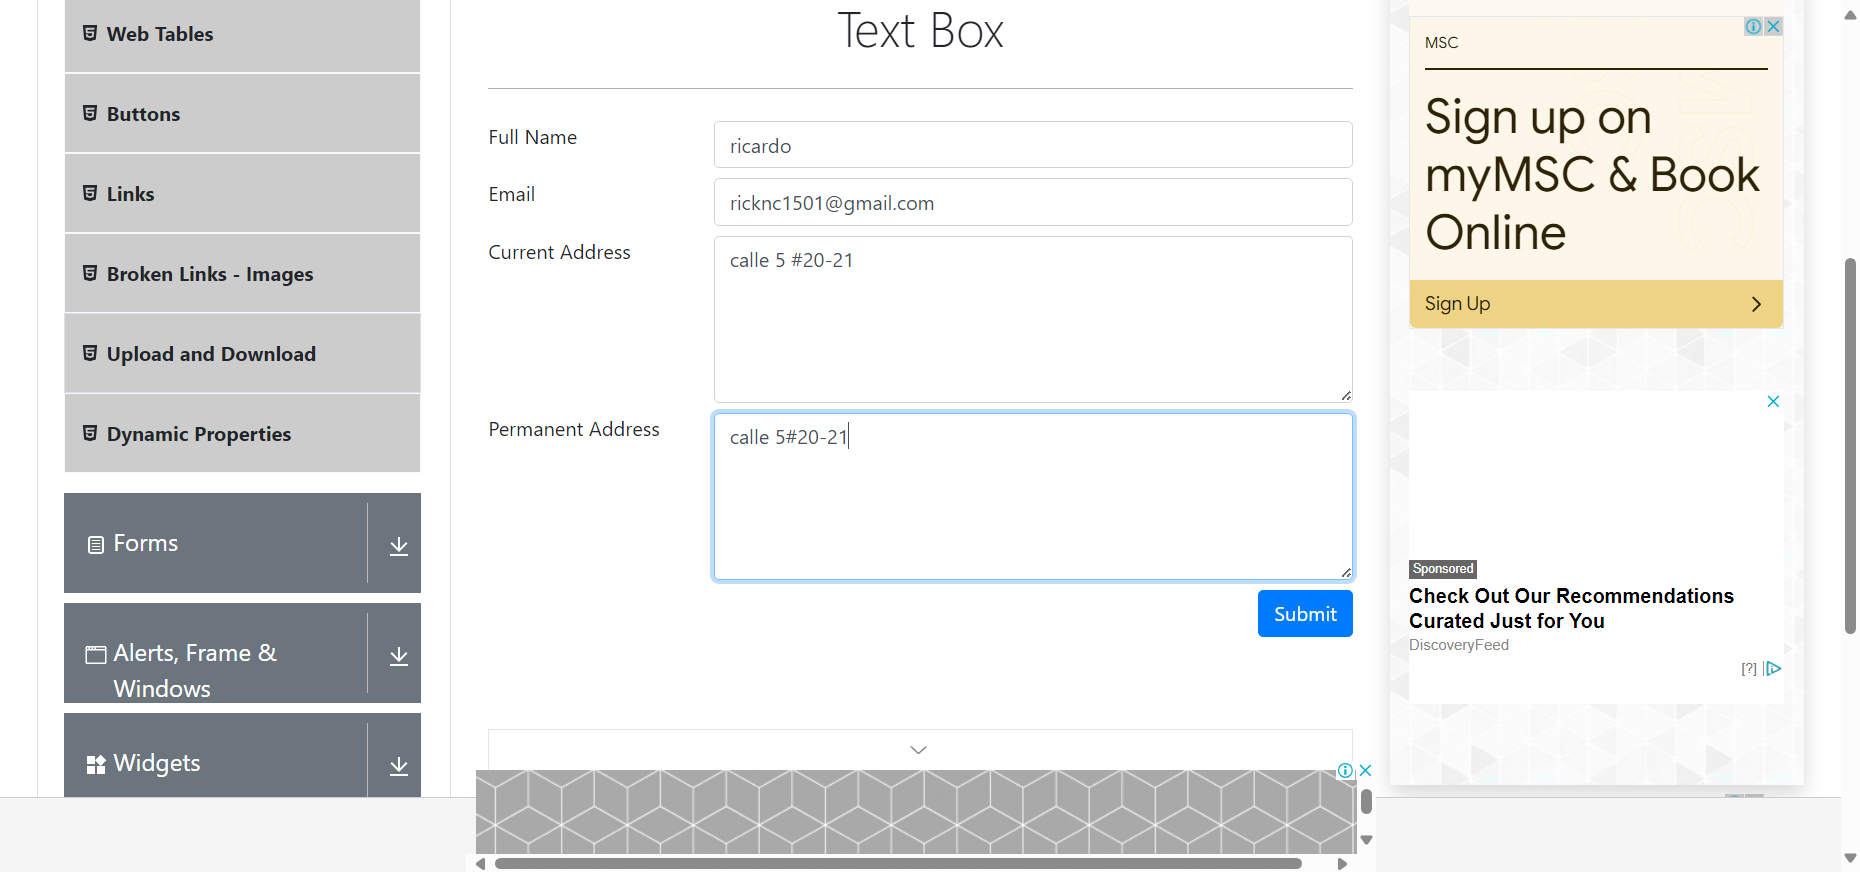 Web Tables
Buttons
Links
Broken Links - Images
Upload and Download
Dynamic Properties
Forms
Alerts, Frame &
Windows
Widgets
Text Box
Full Name
ricardo
Email
ricknc1501@gmail.com
Current Address
calle 5 #20-21
Permanent Address
calle 5#20-21
Submit
MSC
Sign up on
myMSC & Book
Online
Sign Up
Sponsored
Check Out Our Recommendations
Curated Just for You
DiscoveryFeed
[?]